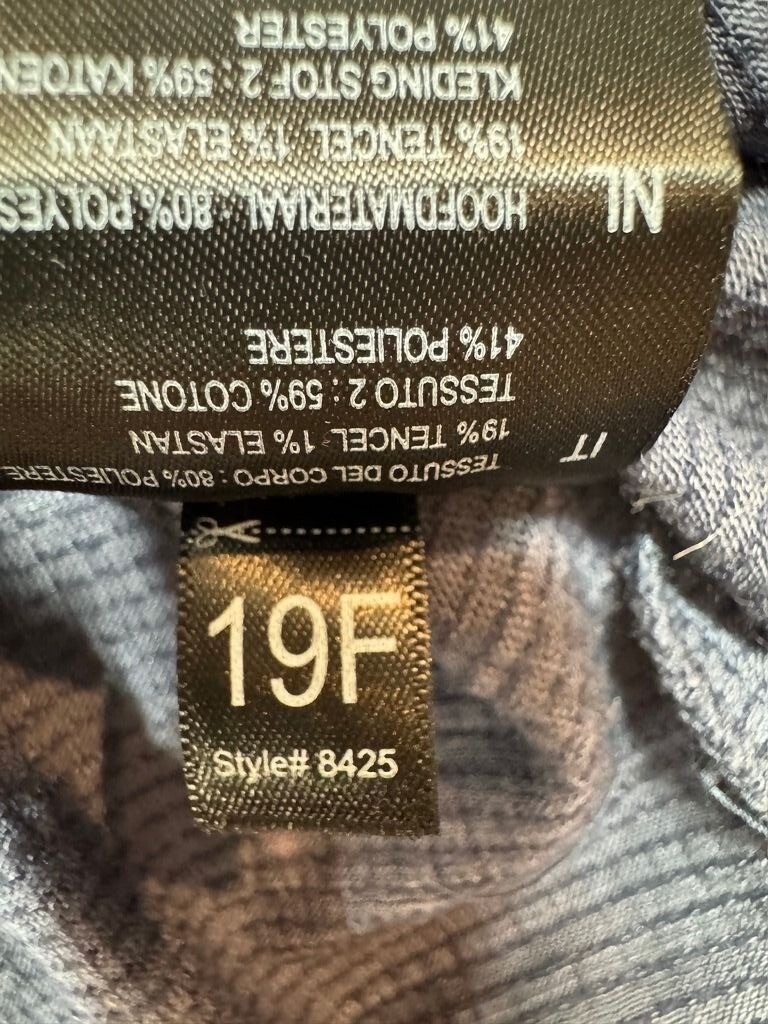 IT
TESSUTO DEL CORPO : 80% POLIESTERE
19% TENCEL 1% ELASTAN
TESSUTO 2 : 59% COTONE
41% POLIESTERE
NL
HOOFDMATERIAAL : 80% POLYES
19% TENCEL 1% ELASTAAN
KLEDING STOF 2 : 59% KATOEN
41% POLYESTER
19F
Style# 8425